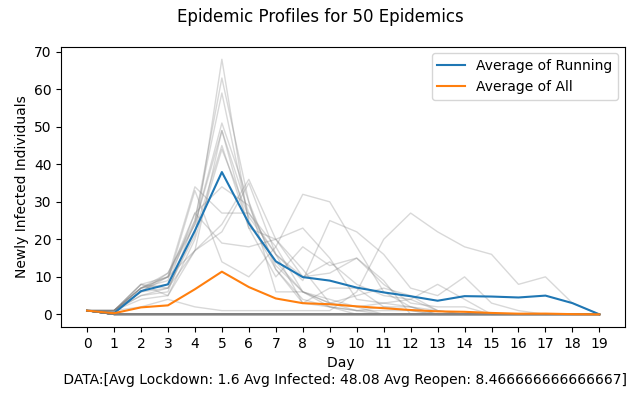 Epidemic Profiles for 50 Epidemics
Newly Infected Individuals
70
60
50
40
30
20
10
0
Average of Running
Average of All
0 1 2 3 4 5 6 7 8 9 10 11 12 13 14 15 16 17 18 19
Day
DATA:[Avg Lockdown: 1.6 Avg Infected: 48.08 Avg Reopen: 8.466666666666667]